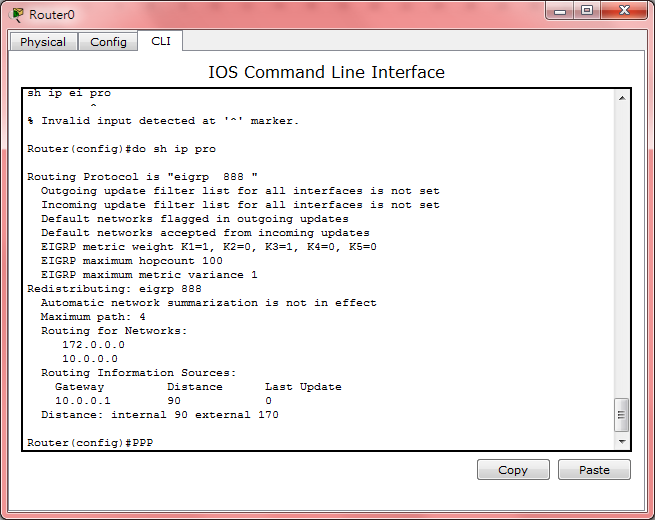 Router0
Physical Config CLI
IOS Command Line Interface
sh ip ei pro
^
% Invalid input detected at '^' marker.
Router(config)#do sh ip pro
Routing Protocol is "eigrp  888 "
Outgoing update filter list for all interfaces is not set
Incoming update filter list for all interfaces is not set
Default networks flagged in outgoing updates
Default networks accepted from incoming updates
EIGRP metric weight K1=1, K2=0, K3=1, K4=0, K5=0
EIGRP maximum hopcount 100
EIGRP maximum metric variance 1
Redistributing: eigrp 888
Automatic network summarization is not in effect
Maximum path: 4
Routing for Networks:
172.0.0.0
10.0.0.0
Routing Information Sources:
Gateway Distance Last Update
10.0.0.1 90 0
Distance: internal 90 external 170
Router(config)#PPP
Copy Paste